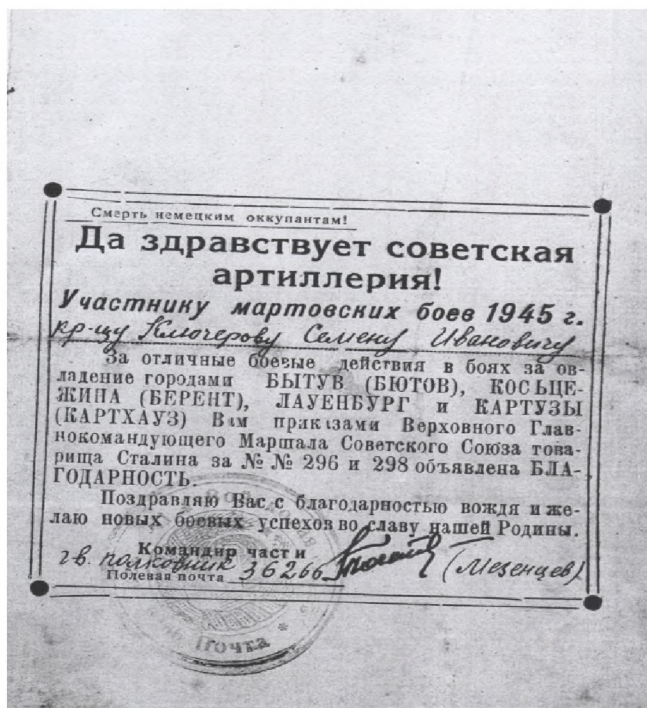 Смерть немецким оккупантам!
Да здравствует советская
артиллерия!
Участнику мартовских боев 1945 г.
кр-цу Ключерову Семену Ивановичу
За отличные боевые действия в боях за ов-
ладение городами БЫТУВ (БЮТОВ), КОСЬЦЕ-
ЖИНА (БЕРЕНТ), ЛАУЕНБУРГ и КАРТУЗЫ
(КАРТХАУЗ) Вам приказами Верховного Глав-
нокомандующего Маршала Советского Союза това-
рища Сталина за №№ 296 и 298 объявлена БЛА-
ГОДАРНОСТЬ.
Поздравляю Вас с благодарностью вождя и же-
лаю новых боевых успехов во славу нашей Родины.
Командир части
гв. полковник (Мезенцев)
Полевая почта 36266
Почта